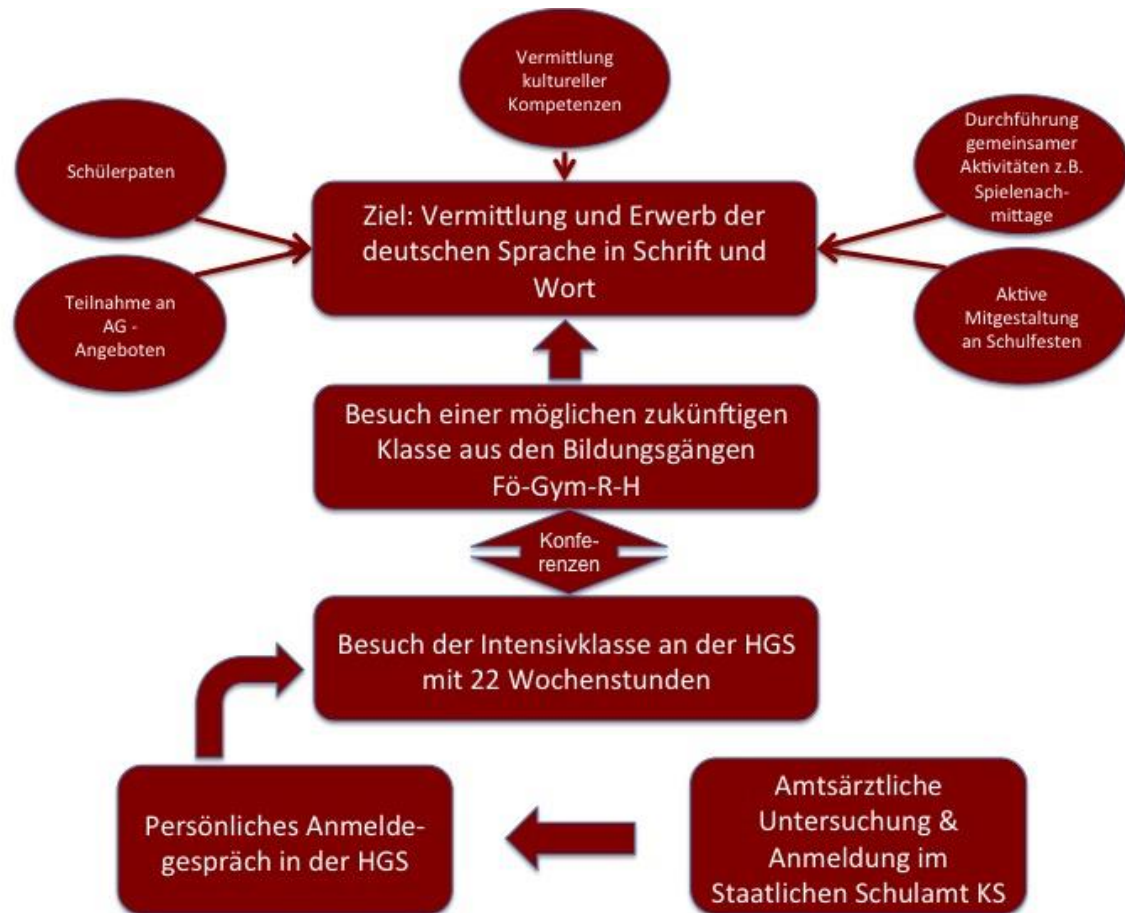 Vermittlung
kultureller
Kompetenzen
Schülerpaten
Durchführung
gemeinsamer
Aktivitäten z.B.
Spielenach-
mittage
Ziel: Vermittlung und Erwerb der
deutschen Sprache in Schrift und
Wort
Teilnahme an
AG -
Angeboten
Aktive
Mitgestaltung
an Schulfesten
Besuch einer möglichen zukünftigen
Klasse aus den Bildungsgängen
Fö-Gym-R-H
Konfe-
renzen
Besuch der Intensivklasse an der HGS
mit 22 Wochenstunden
Persönliches Anmelde-
gespräch in der HGS
Amtsärztliche
Untersuchung &
Anmeldung im
Staatlichen Schulamt KS